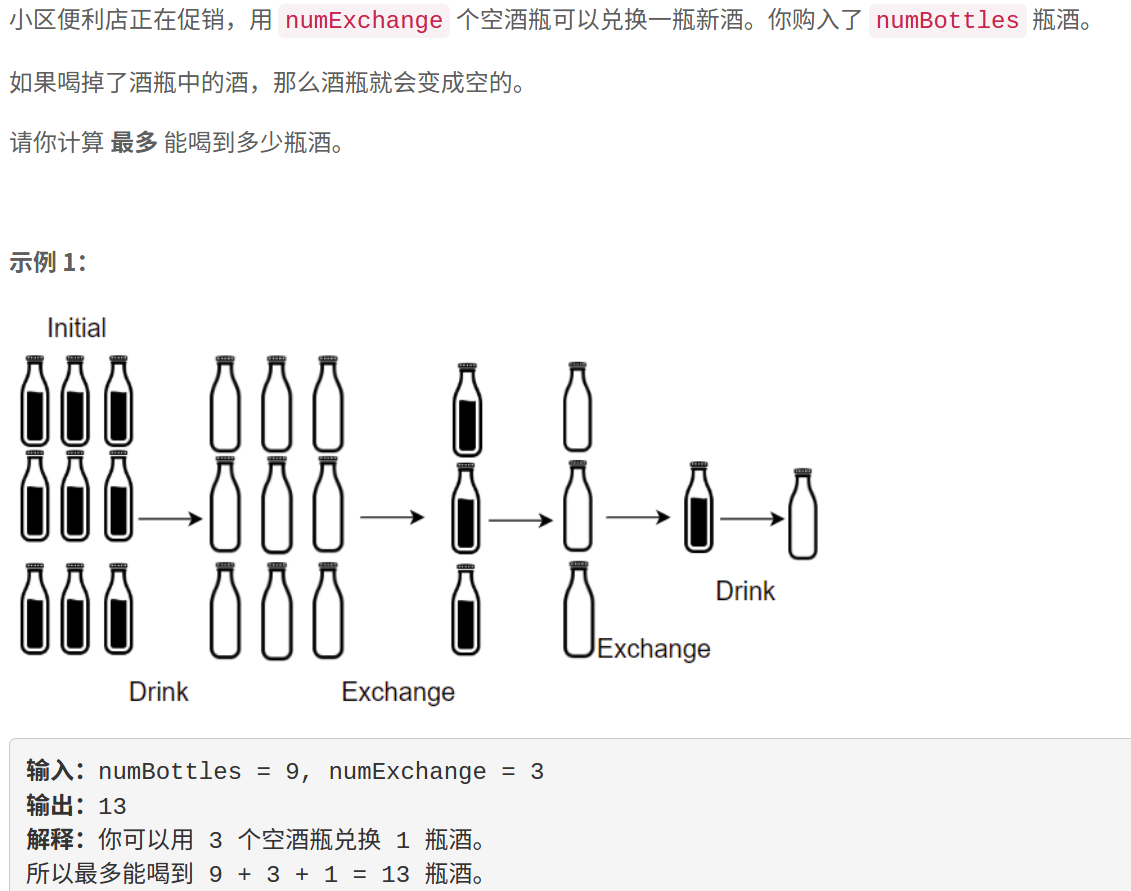 小区便利店正在促销，用 numExchange 个空酒瓶可以兑换一瓶新酒。你购入了 numBottles 瓶酒。
如果喝掉了酒瓶中的酒，那么酒瓶就会变成空的。
请你计算 最多 能喝到多少瓶酒。
示例 1：
Initial
Drink
Exchange
Exchange
Drink
输入：numBottles = 9, numExchange = 3
输出：13
解释：你可以用 3 个空酒瓶兑换 1 瓶酒。
所以最多能喝到 9 + 3 + 1 = 13 瓶酒。